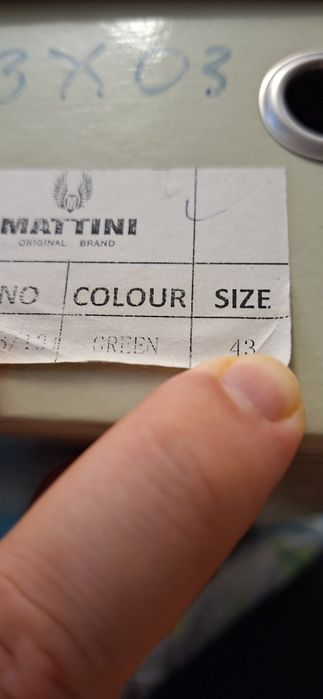 3X03
MATTINI
ORIGINAL BRAND
NO COLOUR SIZE
GREEN 43